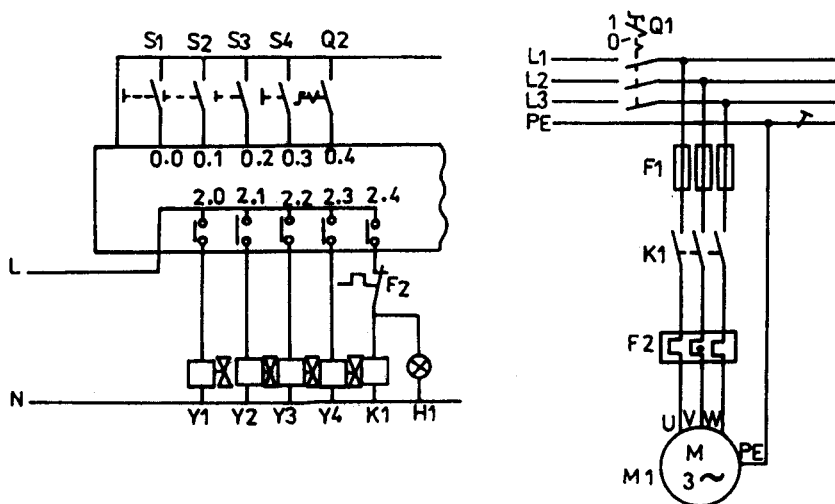 S1 S2 S3 S4 Q2
0.0 0.1 0.2 0.3 0.4
2.0 2.1 2.2 2.3 2.4
L
F2
N
Y1 Y2 Y3 Y4 K1 H1
1
0
Q1
L1
L2
L3
PE
F1
K1
F2
U V W
M
3~
PE
M1